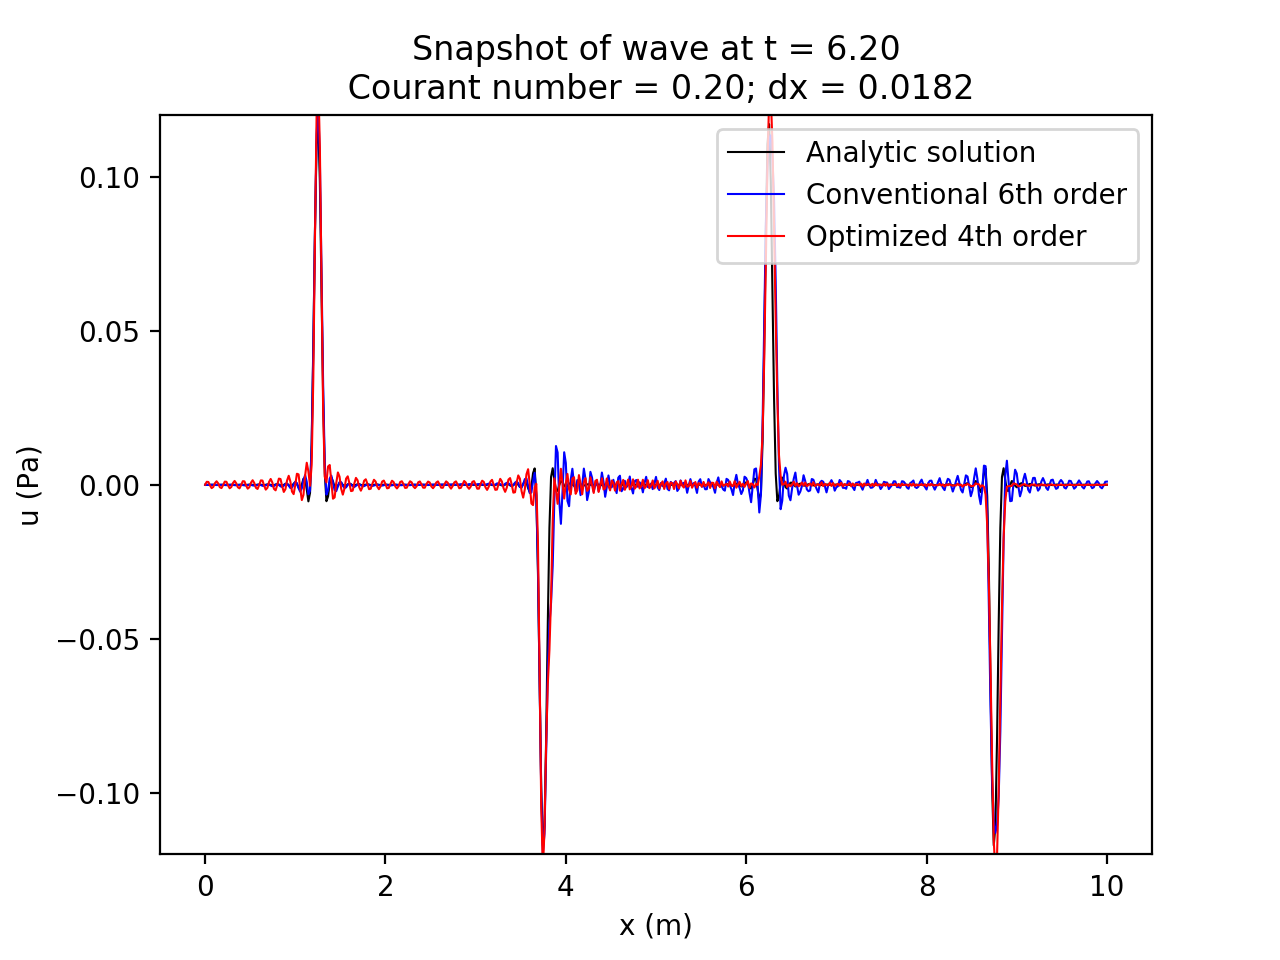 Snapshot of wave at t = 6.20
Courant number = 0.20; dx = 0.0182
Analytic solution
Conventional 6th order
Optimized 4th order
0.10
0.05
0.00
−0.05
−0.10
u (Pa)
0 2 4 6 8 10
x (m)